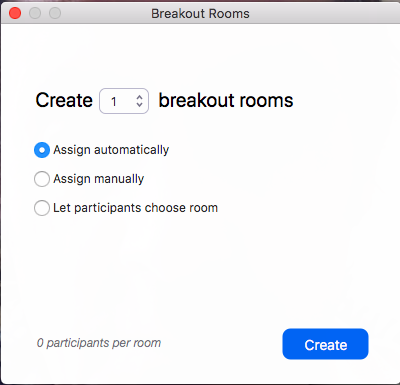 Breakout Rooms
Create 1 breakout rooms
Assign automatically
Assign manually
Let participants choose room
0 participants per room
Create